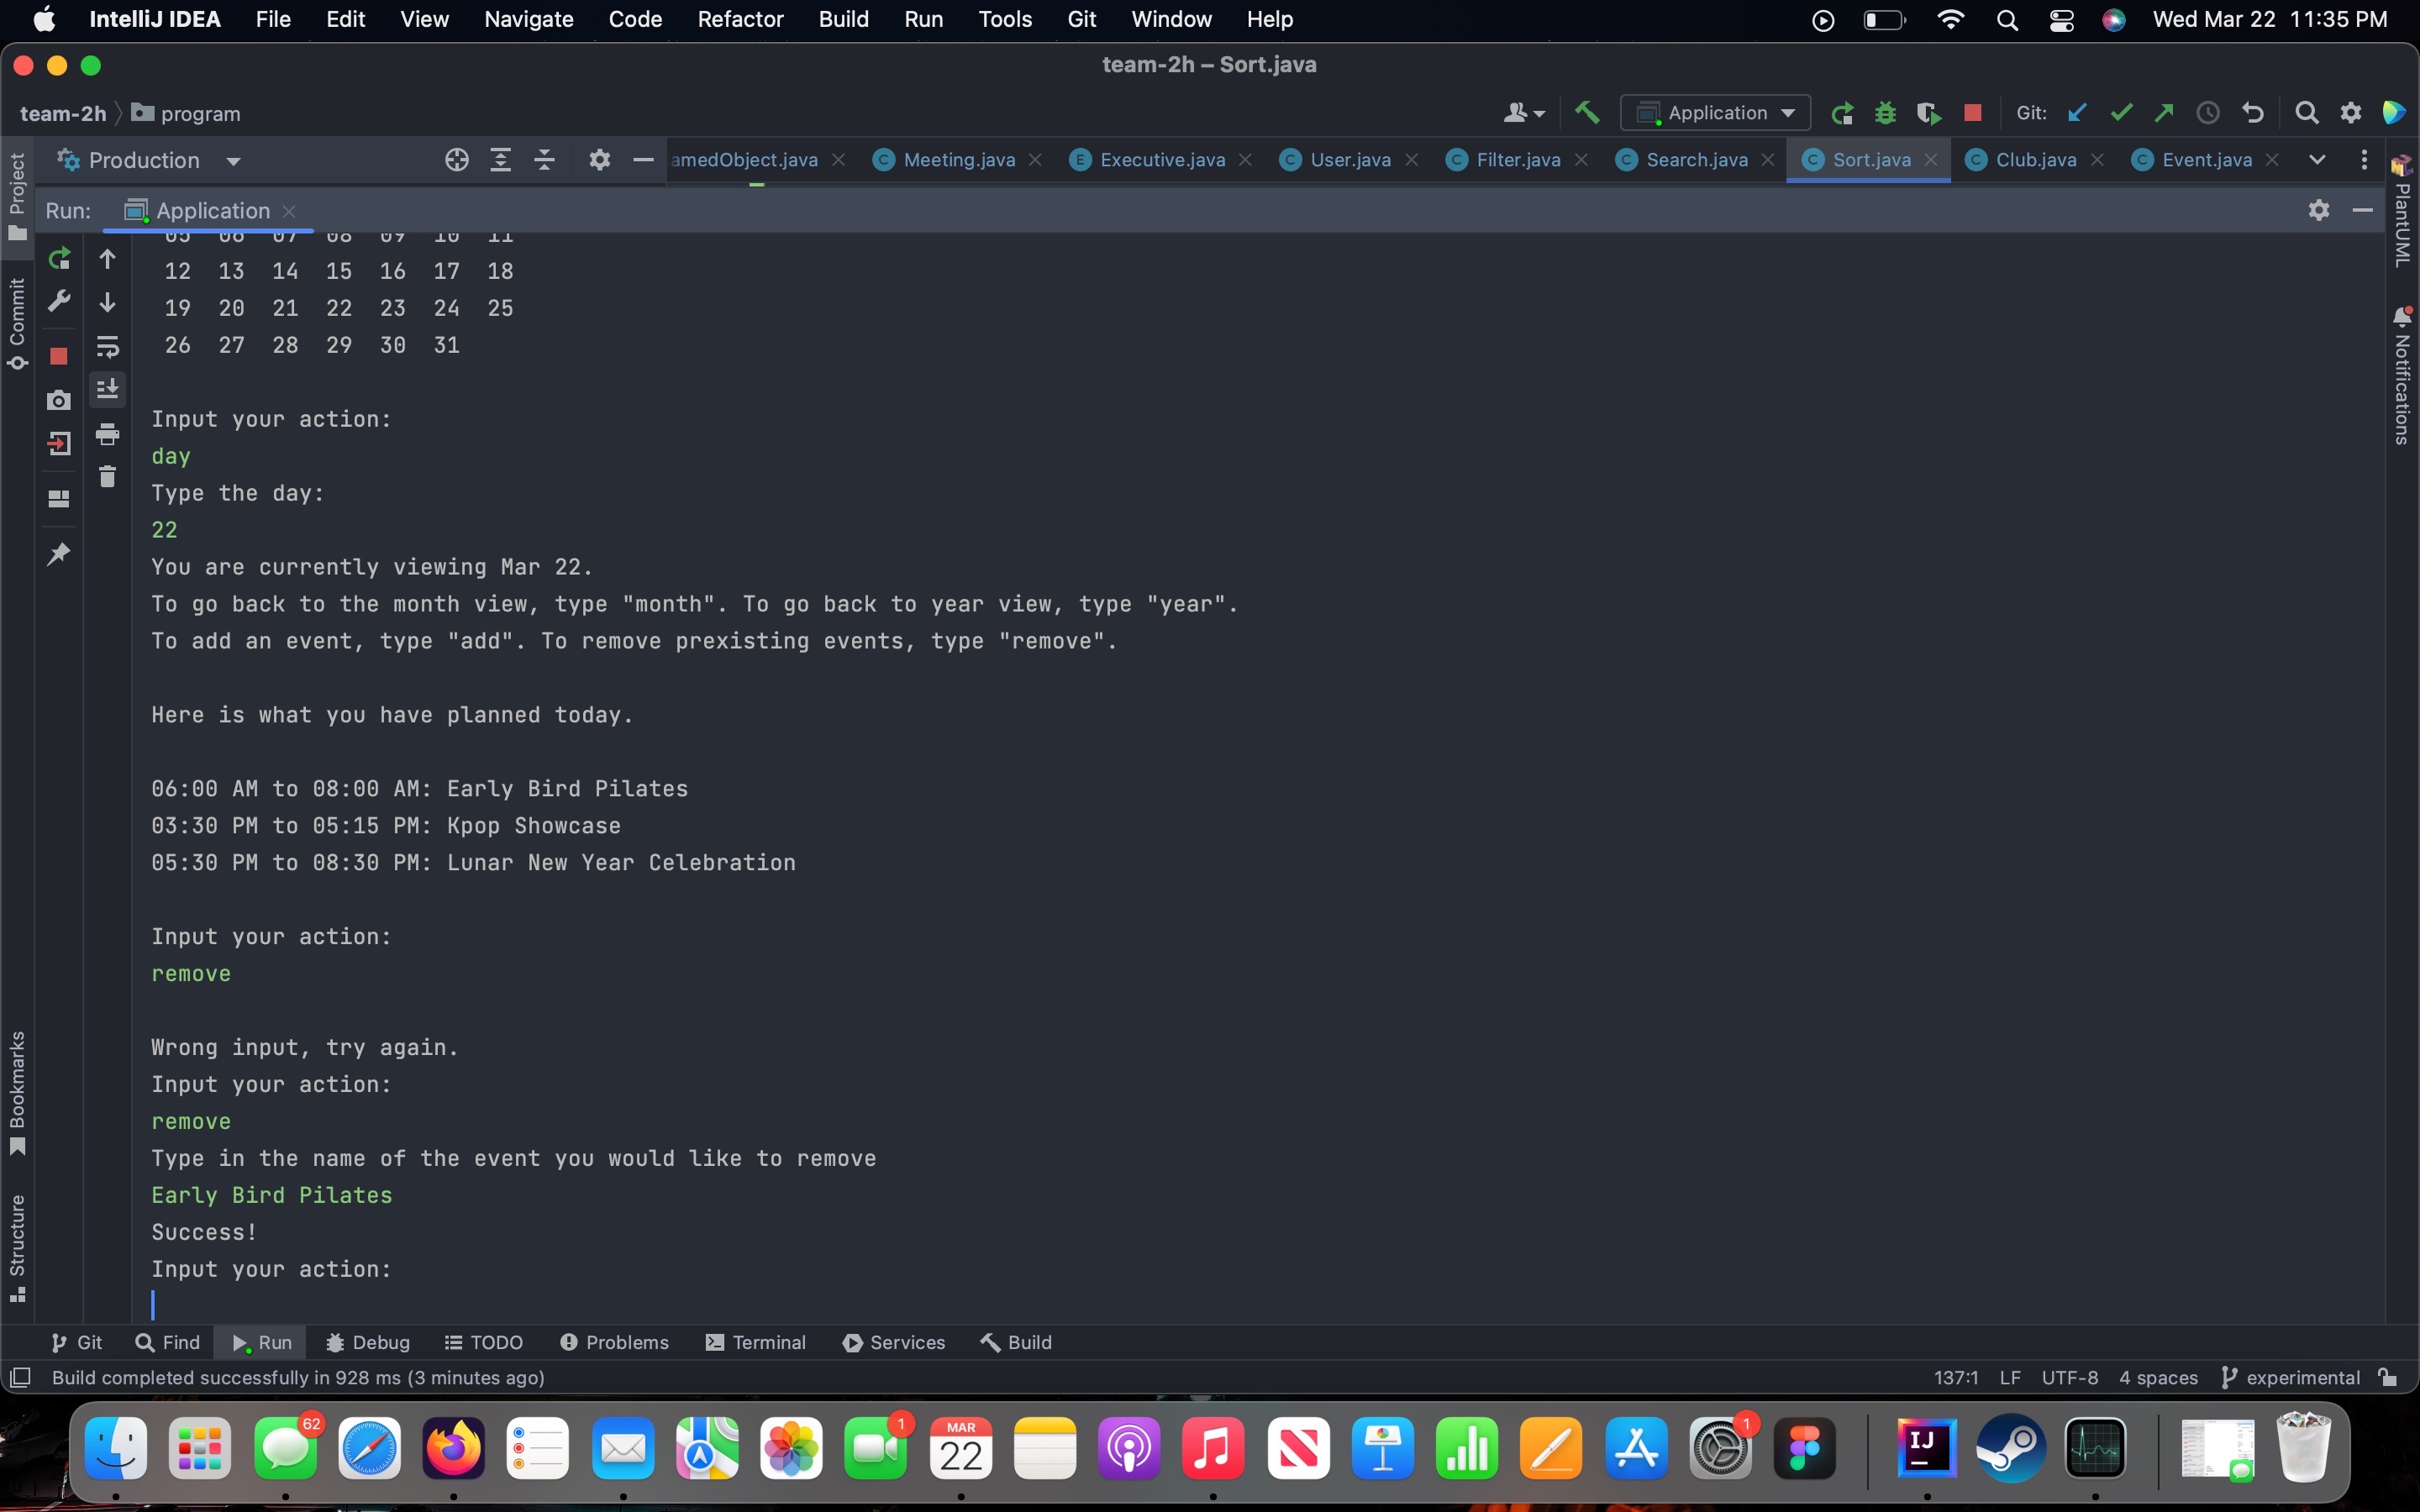 IntelliJ IDEA File Edit View Navigate Code Refactor Build Run Tools Git Window Help Wed Mar 22 11:35 PM
team-2h – Sort.java
team-2h program Application Git:
Project Production amedObject.java Meeting.java Executive.java User.java Filter.java Search.java Sort.java Club.java Event.java
PlantUML
Notifications
Commit
Bookmarks
Structure
Run: Application
05 06 07 08 09 10 11
12 13 14 15 16 17 18
19 20 21 22 23 24 25
26 27 28 29 30 31
Input your action:
day
Type the day:
22
You are currently viewing Mar 22.
To go back to the month view, type "month". To go back to year view, type "year".
To add an event, type "add". To remove prexisting events, type "remove".
Here is what you have planned today.
06:00 AM to 08:00 AM: Early Bird Pilates
03:30 PM to 05:15 PM: Kpop Showcase
05:30 PM to 08:30 PM: Lunar New Year Celebration
Input your action:
remove
Wrong input, try again.
Input your action:
remove
Type in the name of the event you would like to remove
Early Bird Pilates
Success!
Input your action:
Git Find Run Debug TODO Problems Terminal Services Build
Build completed successfully in 928 ms (3 minutes ago) 137:1 LF UTF-8 4 spaces experimental
62 1 MAR 22 1 IJ